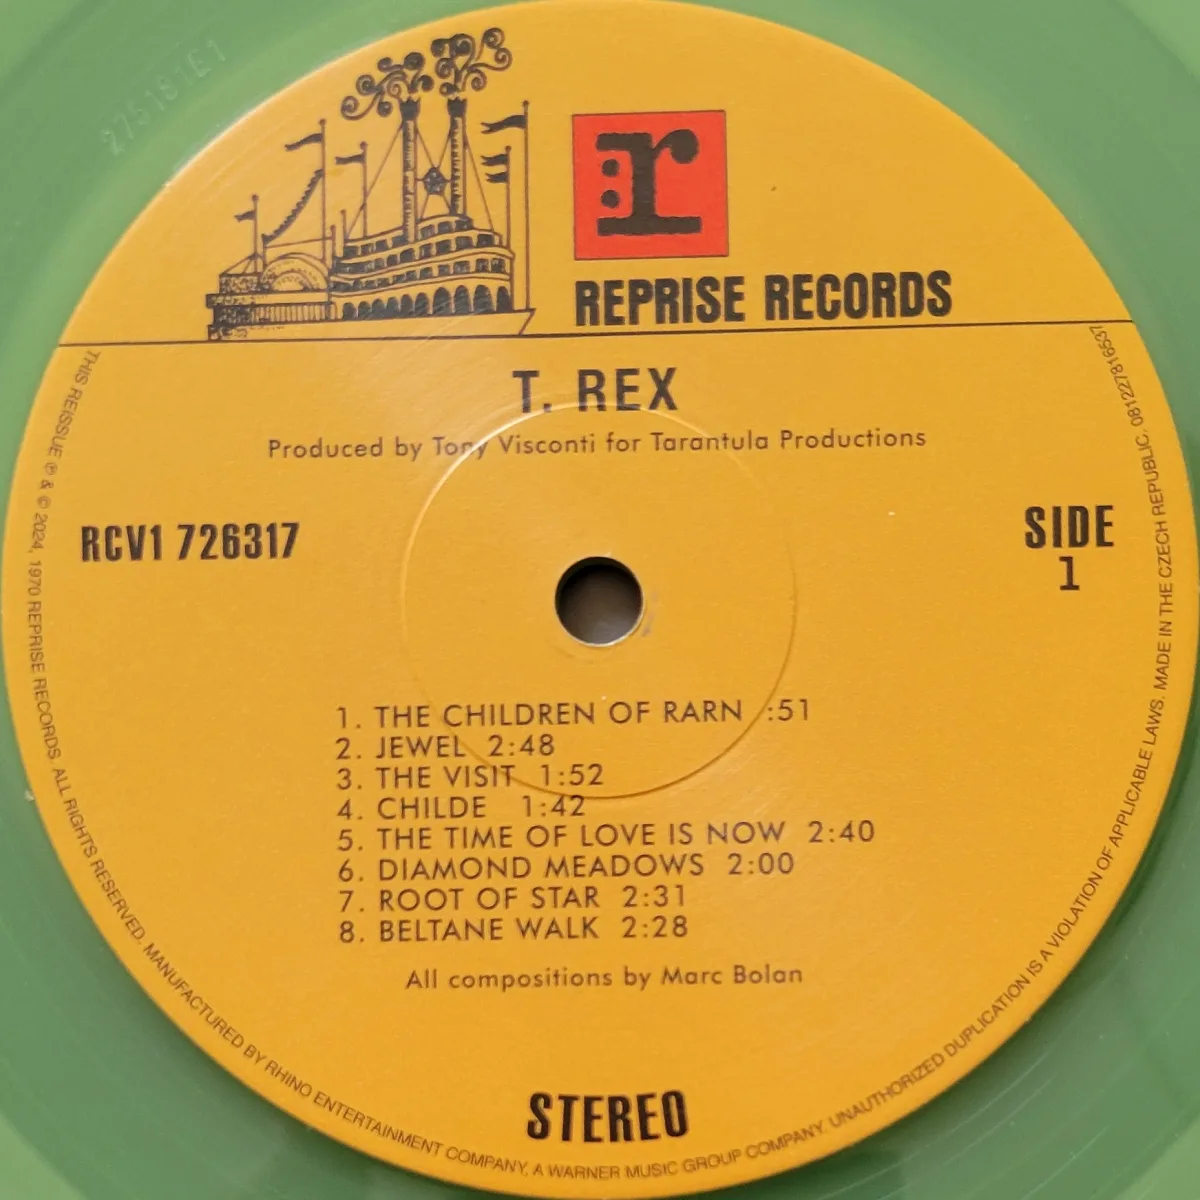 275191E1
r:
REPRISE RECORDS
T. REX
Produced by Tony Visconti for Tarantula Productions
RCV1 726317
SIDE
1
1. THE CHILDREN OF RARN :51
2. JEWEL 2:48
3. THE VISIT 1:52
4. CHILDE 1:42
5. THE TIME OF LOVE IS NOW 2:40
6. DIAMOND MEADOWS 2:00
7. ROOT OF STAR 2:31
8. BELTANE WALK 2:28
All compositions by Marc Bolan
STEREO
THIS REISSUE ℗ & © 2024, 1970 REPRISE RECORDS. ALL RIGHTS RESERVED. MANUFACTURED BY RHINO ENTERTAINMENT COMPANY, A WARNER MUSIC GROUP COMPANY. UNAUTHORIZED DUPLICATION IS A VIOLATION OF APPLICABLE LAWS. MADE IN THE CZECH REPUBLIC. 081227816537